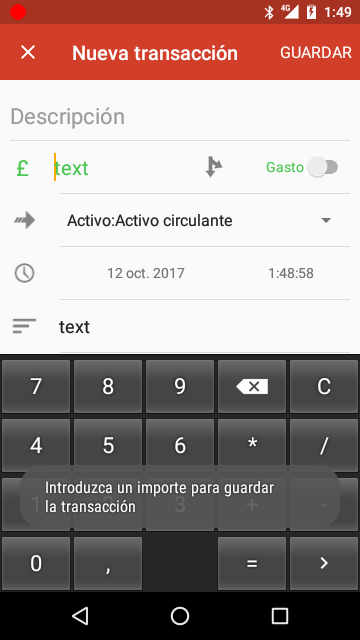 4G 1:49
Nueva transacción GUARDAR
Descripción
£ text Gasto
Activo:Activo circulante
12 oct. 2017 1:48:58
text
7 8 9 C
4 5 6 * /
1 2 3 + -
Introduzca un importe para guardar
la transacción
0 , = >